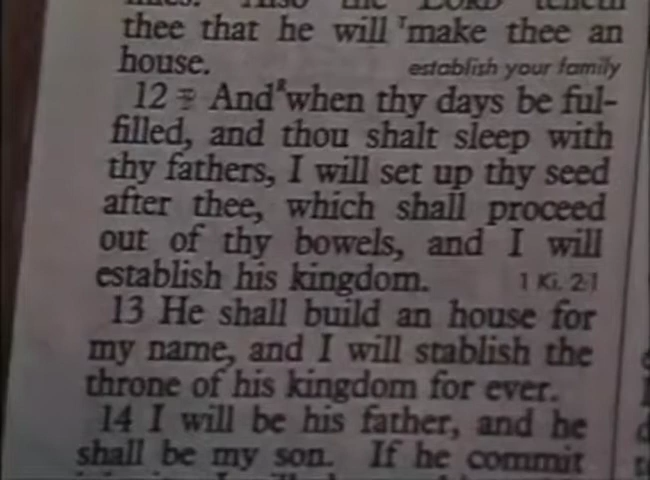 thee that he will ᵀmake thee an
house. establish your family
12 And ᴿwhen thy days be ful-
filled, and thou shalt sleep with
thy fathers, I will set up thy seed
after thee, which shall proceed
out of thy bowels, and I will
establish his kingdom. 1 Ki. 2:1
13 He shall build an house for
my name, and I will stablish the
throne of his kingdom for ever.
14 I will be his father, and he
shall be my son. If he commit